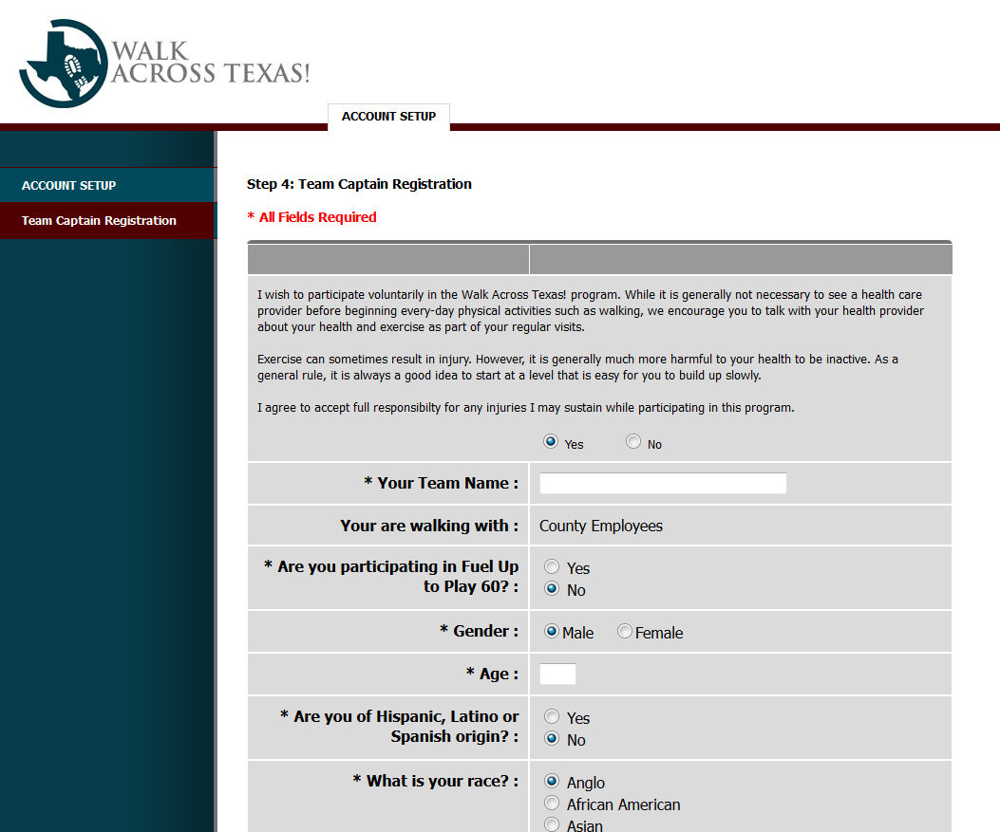 WALK
ACROSS TEXAS!
ACCOUNT SETUP
ACCOUNT SETUP
Team Captain Registration
Step 4: Team Captain Registration
* All Fields Required
I wish to participate voluntarily in the Walk Across Texas! program. While it is generally not necessary to see a health care
provider before beginning every-day physical activities such as walking, we encourage you to talk with your health provider
about your health and exercise as part of your regular visits.
Exercise can sometimes result in injury. However, it is generally much more harmful to your health to be inactive. As a
general rule, it is always a good idea to start at a level that is easy for you to build up slowly.
I agree to accept full responsibilty for any injuries I may sustain while participating in this program.
Yes No
* Your Team Name :
Your are walking with : County Employees
* Are you participating in Fuel Up
to Play 60? :
Yes
No
* Gender : Male Female
* Age :
* Are you of Hispanic, Latino or
Spanish origin? :
Yes
No
* What is your race? : Anglo
African American
Asian